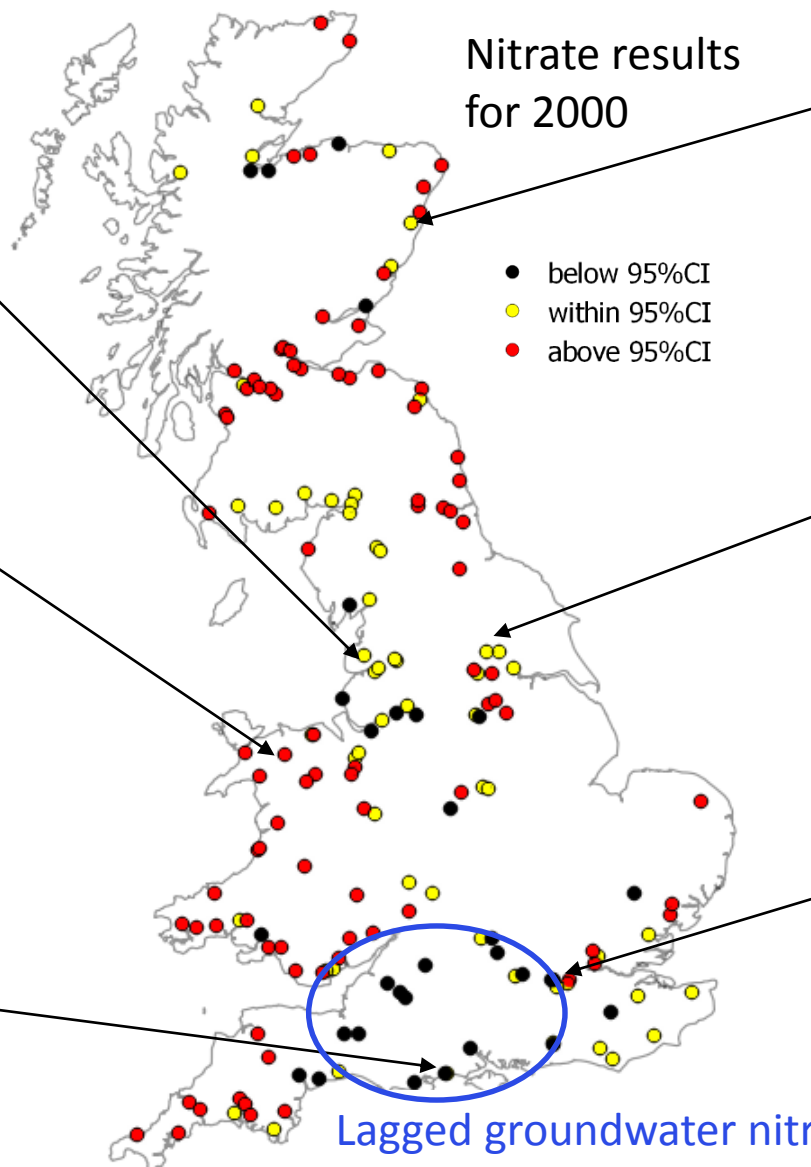 Nitrate results
for 2000
below 95%CI
within 95%CI
above 95%CI
Lagged groundwater nitr